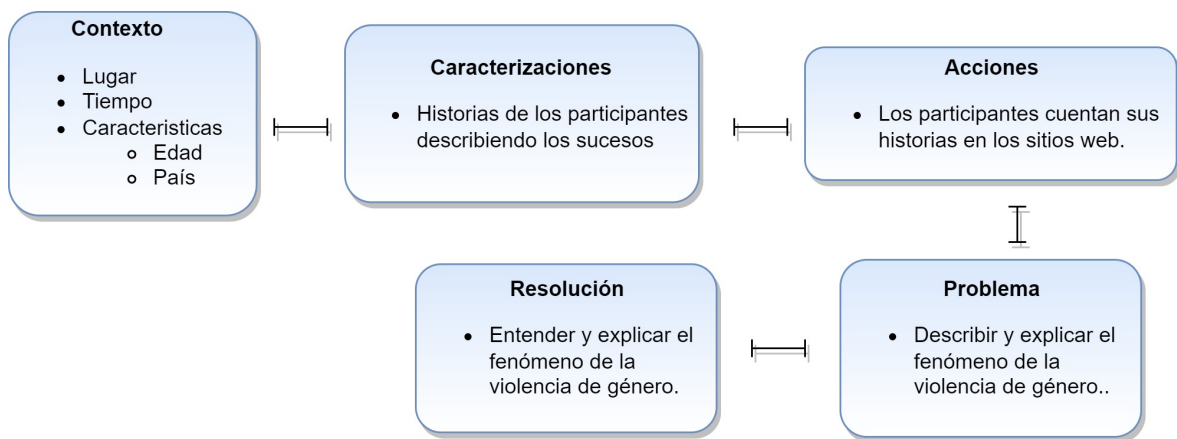 Contexto
• Lugar
• Tiempo
• Caracteristicas
o Edad
o País
Caracterizaciones
• Historias de los participantes
describiendo los sucesos
Acciones
• Los participantes cuentan sus
historias en los sitios web.
Problema
• Describir y explicar el
fenómeno de la
violencia de género..
Resolución
• Entender y explicar el
fenómeno de la
violencia de género.